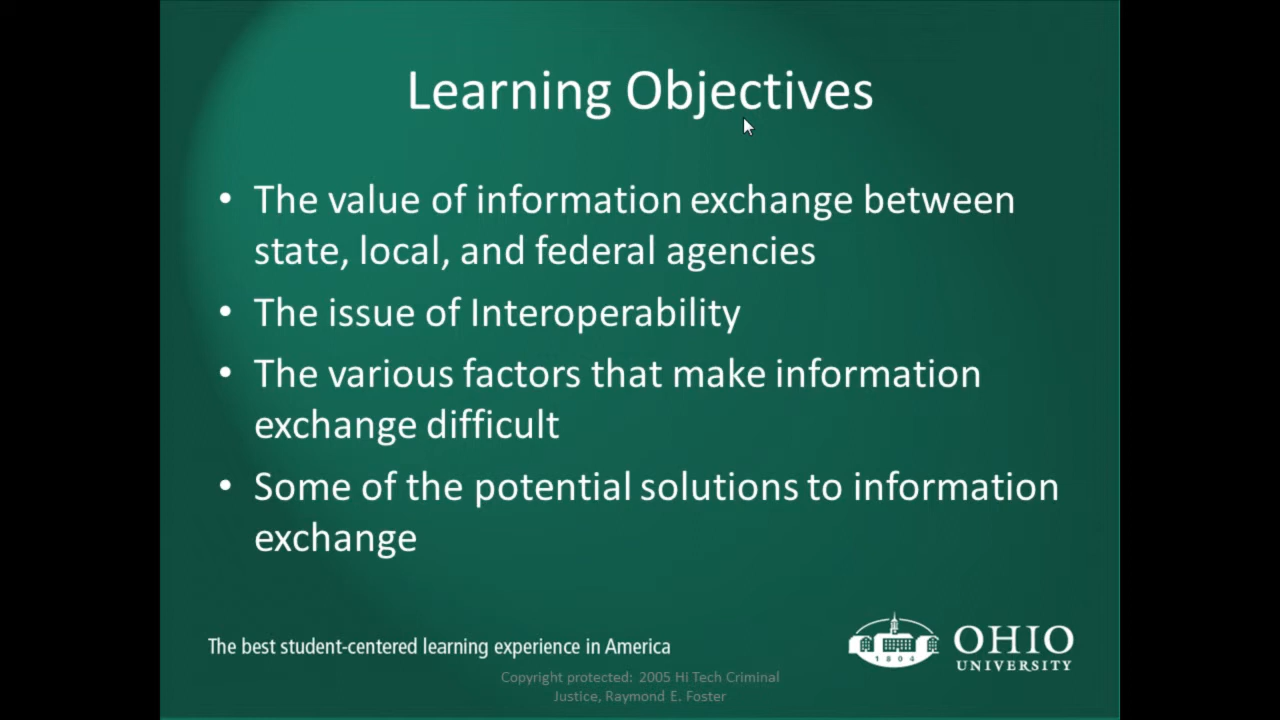 Learning Objectives
• The value of information exchange between
state, local, and federal agencies
• The issue of Interoperability
• The various factors that make information
exchange difficult
• Some of the potential solutions to information
exchange
The best student-centered learning experience in America
1804
OHIO
UNIVERSITY
Copyright protected: 2005 Hi Tech Criminal
Justice, Raymond E. Foster